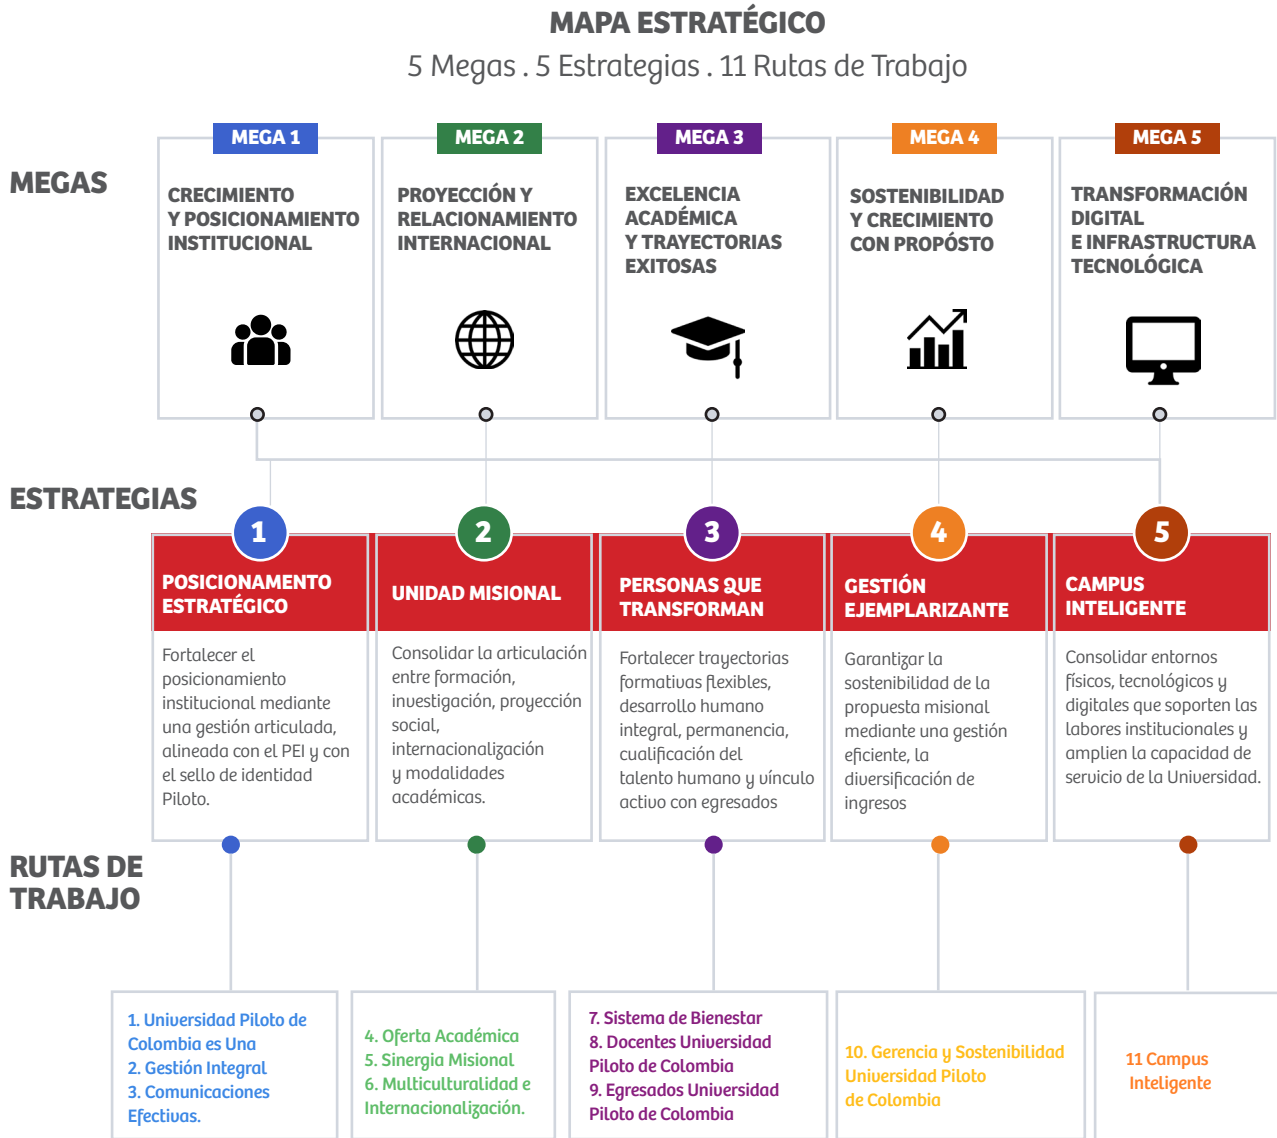 MAPA ESTRATÉGICO
5 Megas . 5 Estrategias . 11 Rutas de Trabajo
MEGAS
MEGA 1
CRECIMIENTO
Y POSICIONAMIENTO
INSTITUCIONAL
MEGA 2
PROYECCIÓN Y
RELACIONAMIENTO
INTERNACIONAL
MEGA 3
EXCELENCIA
ACADÉMICA
Y TRAYECTORIAS
EXITOSAS
MEGA 4
SOSTENIBILIDAD
Y CRECIMIENTO
CON PROPÓSTO
MEGA 5
TRANSFORMACIÓN
DIGITAL
E INFRASTRUCTURA
TECNOLÓGICA
ESTRATEGIAS
1
POSICIONAMENTO
ESTRATÉGICO
Fortalecer el
posicionamiento
institucional mediante
una gestión articulada,
alineada con el PEI y con
el sello de identidad
Piloto.
2
UNIDAD MISIONAL
Consolidar la articulación
entre formación,
investigación, proyección
social,
internacionalización
y modalidades
académicas.
3
PERSONAS QUE
TRANSFORMAN
Fortalecer trayectorias
formativas flexibles,
desarrollo humano
integral, permanencia,
cualificación del
talento humano y vínculo
activo con egresados
4
GESTIÓN
EJEMPLARIZANTE
Garantizar la
sostenibilidad de la
propuesta misional
mediante una gestión
eficiente, la
diversificación de
ingresos
5
CAMPUS
INTELIGENTE
Consolidar entornos
físicos, tecnológicos y
digitales que soporten las
labores institucionales y
amplien la capacidad de
servicio de la Universidad.
RUTAS DE
TRABAJO
1. Universidad Piloto de
Colombia es Una
2. Gestión Integral
3. Comunicaciones
Efectivas.
4. Oferta Académica
5. Sinergia Misional
6. Multiculturalidad e
Internacionalización.
7. Sistema de Bienestar
8. Docentes Universidad
Piloto de Colombia
9. Egresados Universidad
Piloto de Colombia
10. Gerencia y Sostenibilidad
Universidad Piloto
de Colombia
11 Campus
Inteligente